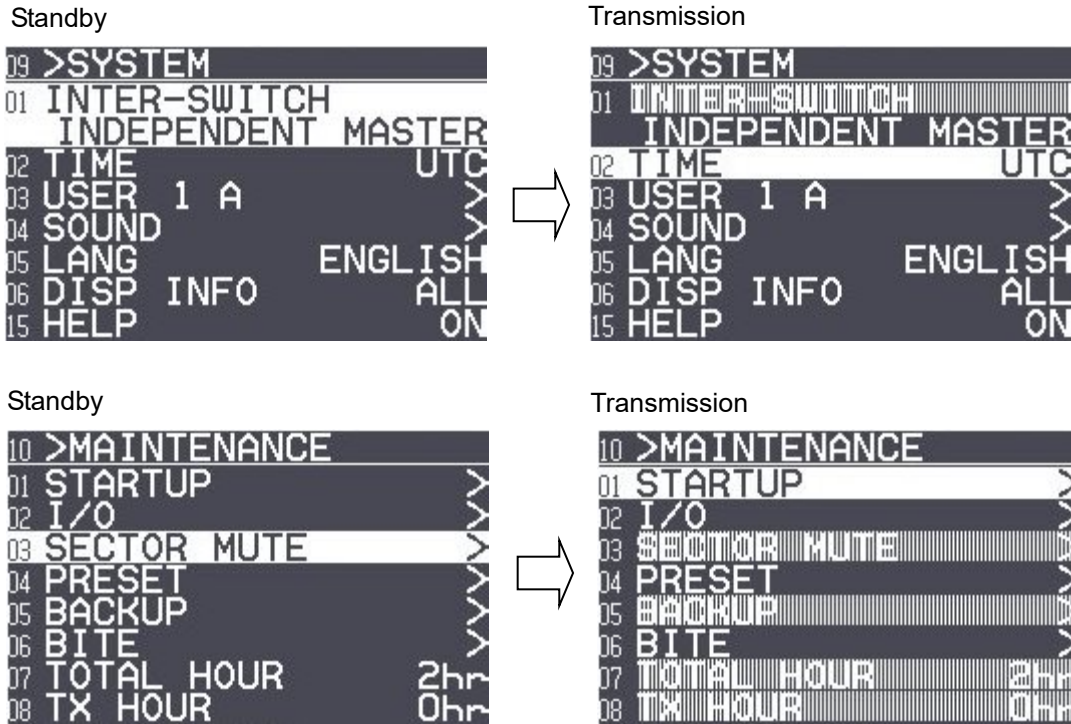 Standby
09 >SYSTEM
01 INTER-SWITCH
INDEPENDENT MASTER
02 TIME UTC
03 USER 1 A >
04 SOUND >
05 LANG ENGLISH
06 DISP INFO ALL
15 HELP ON
Transmission
09 >SYSTEM
01 INTER-SWITCH
INDEPENDENT MASTER
02 TIME UTC
03 USER 1 A >
04 SOUND >
05 LANG ENGLISH
06 DISP INFO ALL
15 HELP ON
Standby
10 >MAINTENANCE
01 STARTUP >
02 I/O >
03 SECTOR MUTE >
04 PRESET >
05 BACKUP >
06 BITE >
07 TOTAL HOUR 2hr
08 TX HOUR 0hr
Transmission
10 >MAINTENANCE
01 STARTUP >
02 I/O >
03 SECTOR MUTE >
04 PRESET >
05 BACKUP >
06 BITE >
07 TOTAL HOUR 2hr
08 TX HOUR 0hr